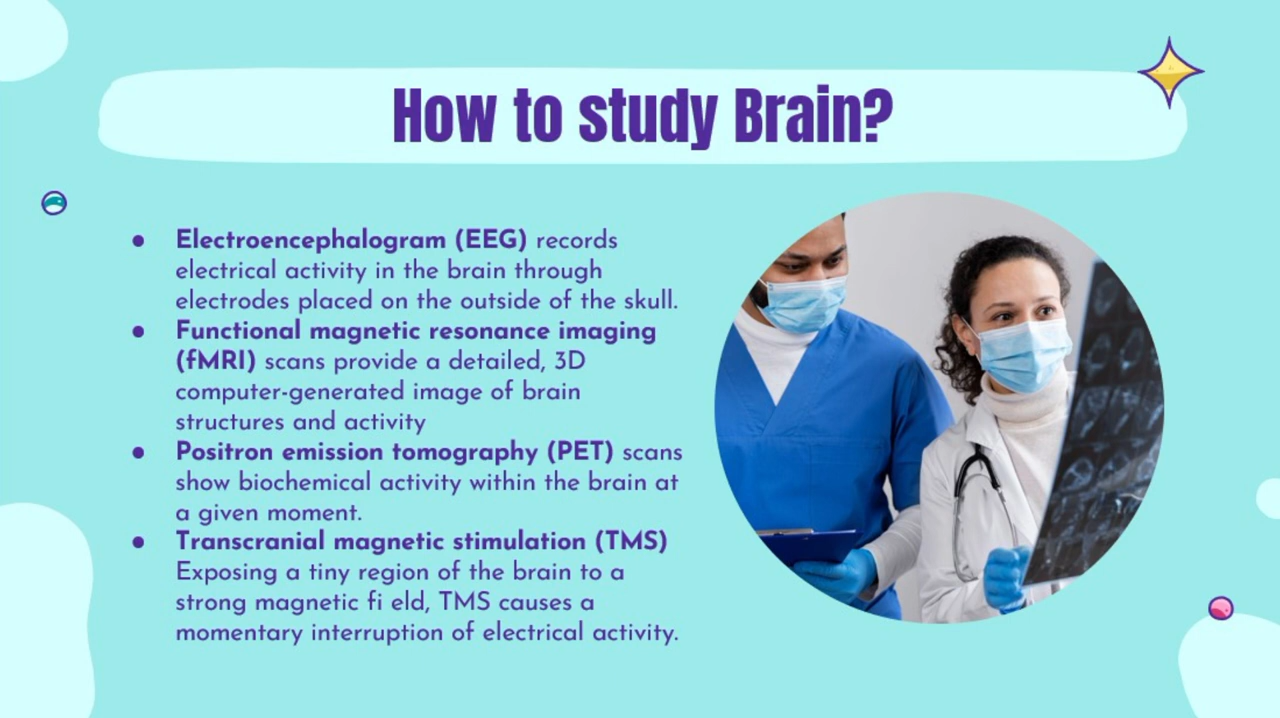 How to study Brain?
● Electroencephalogram (EEG) records
electrical activity in the brain through
electrodes placed on the outside of the skull.
● Functional magnetic resonance imaging
(fMRI) scans provide a detailed, 3D
computer-generated image of brain
structures and activity
● Positron emission tomography (PET) scans
show biochemical activity within the brain at
a given moment.
● Transcranial magnetic stimulation (TMS)
Exposing a tiny region of the brain to a
strong magnetic fi eld, TMS causes a
momentary interruption of electrical activity.